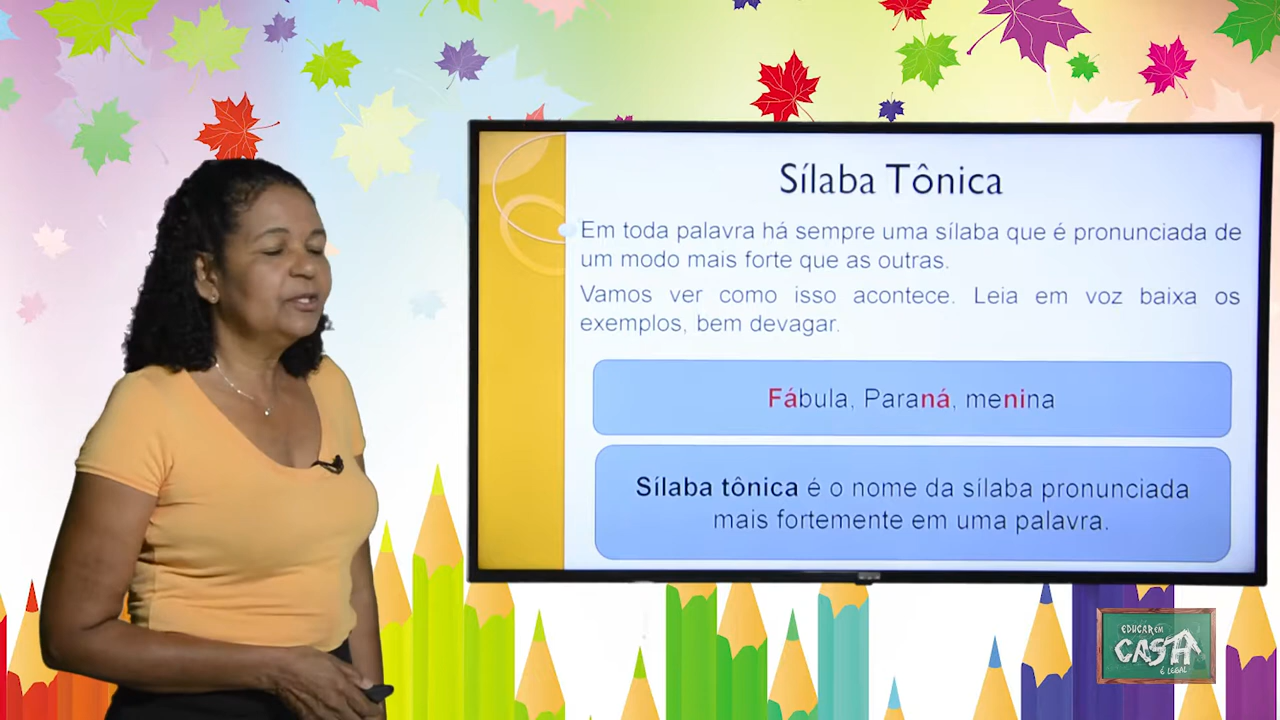 Sílaba Tônica
Em toda palavra há sempre uma sílaba que é pronunciada de
um modo mais forte que as outras.
Vamos ver como isso acontece. Leia em voz baixa os
exemplos, bem devagar.
Fábula, Paraná, menina
Sílaba tônica é o nome da sílaba pronunciada
mais fortemente em uma palavra.
EDUCAR EM
CASA
É LEGAL